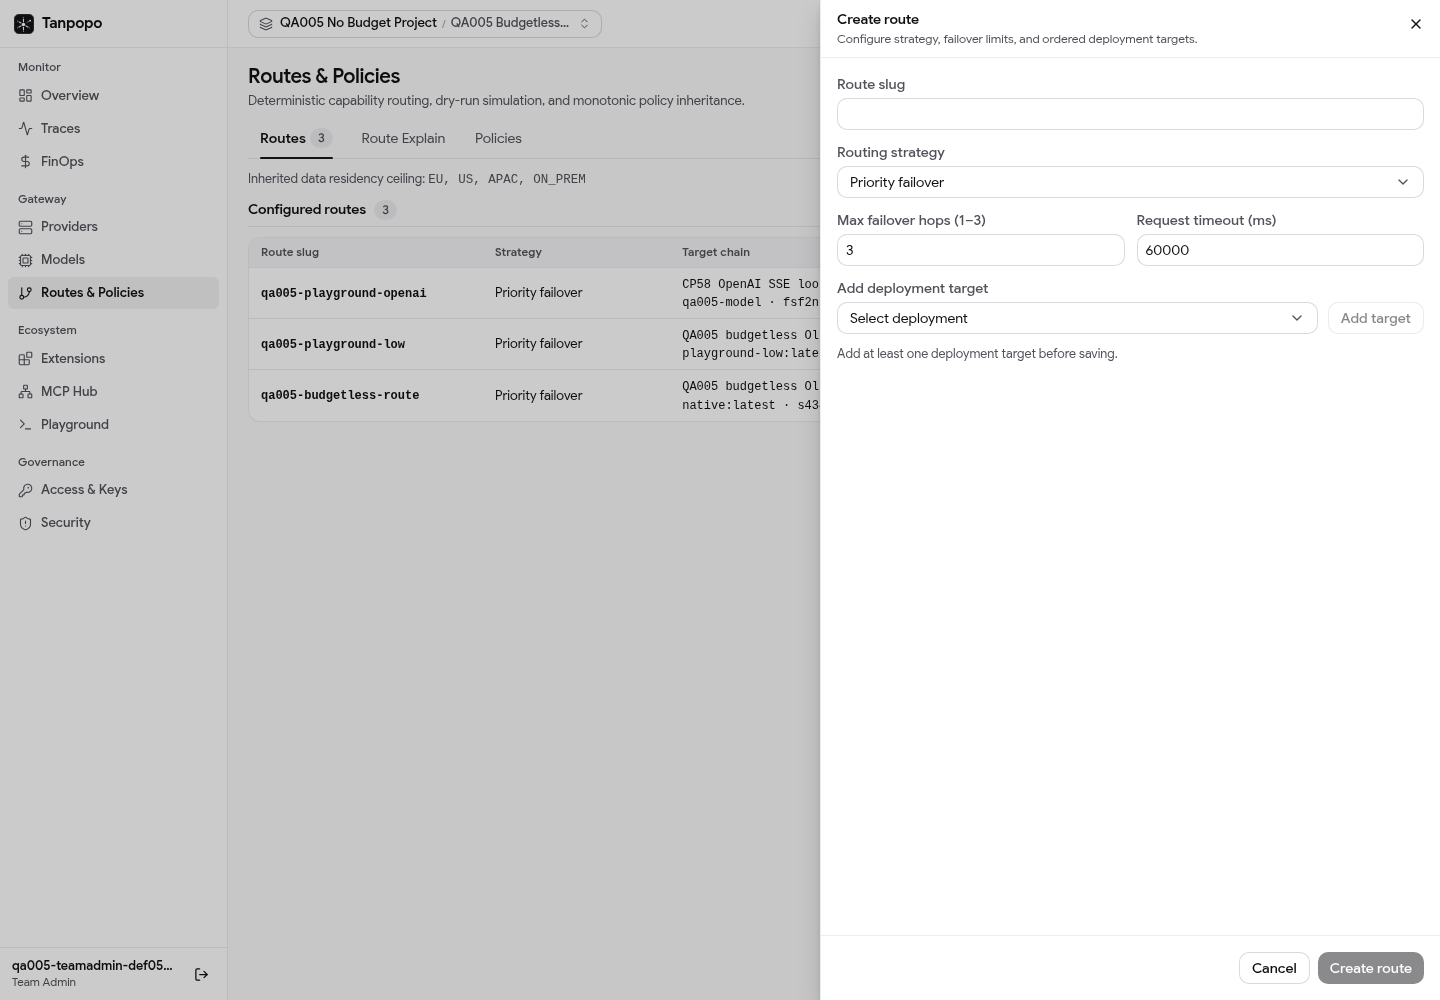 Tanpopo
Monitor
Overview
Traces
FinOps
Gateway
Providers
Models
Routes & Policies
Ecosystem
Extensions
MCP Hub
Playground
Governance
Access & Keys
Security
qa005-teamadmin-def05...
Team Admin
QA005 No Budget Project / QA005 Budgetless...
Routes & Policies
Deterministic capability routing, dry-run simulation, and monotonic policy inheritance.
Routes 3 Route Explain Policies
Inherited data residency ceiling: EU, US, APAC, ON_PREM
Configured routes 3
Route slug Strategy Target chain
qa005-playground-openai Priority failover CP58 OpenAI SSE loo
qa005-model · fsf2n
qa005-playground-low Priority failover QA005 budgetless Ol
playground-low:late
qa005-budgetless-route Priority failover QA005 budgetless Ol
native:latest · s43
Create route
Configure strategy, failover limits, and ordered deployment targets.
Route slug
Routing strategy
Priority failover
Max failover hops (1–3) Request timeout (ms)
3 60000
Add deployment target
Select deployment Add target
Add at least one deployment target before saving.
Cancel Create route